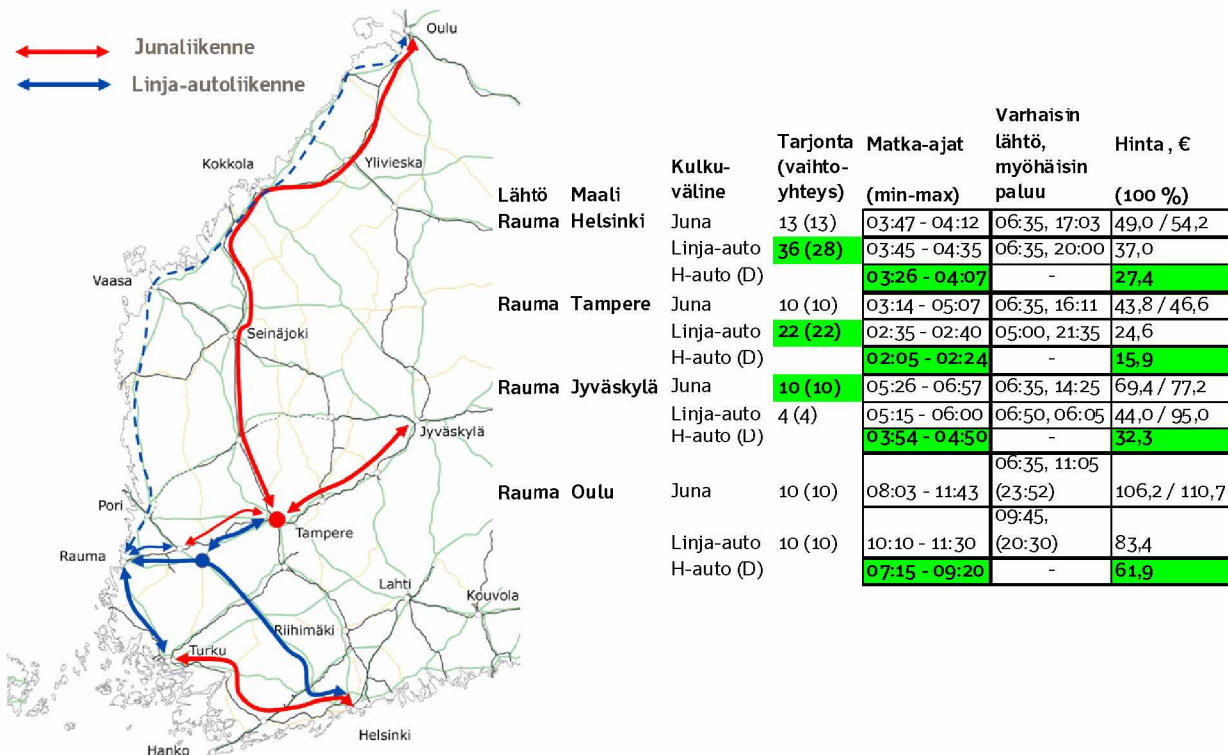 Junaliikenne
Linja-autoliikenne
Oulu
Kokkola
Ylivieska
Vaasa
Seinäjoki
Jyväskylä
Pori
Tampere
Rauma
Lahti
Kouvola
Riihimäki
Turku
Helsinki
Hanko
Lähtö Maali Kulku-väline Tarjonta (vaihto-yhteys) Matka-ajat (min-max) Varhaisin lähtö, myöhäisin paluu Hinta , € (100 %)
Rauma Helsinki Juna 13 (13) 03:47 - 04:12 06:35, 17:03 49,0 / 54,2
Linja-auto 36 (28) 03:45 - 04:35 06:35, 20:00 37,0
H-auto (D) 03:26 - 04:07 - 27,4
Rauma Tampere Juna 10 (10) 03:14 - 05:07 06:35, 16:11 43,8 / 46,6
Linja-auto 22 (22) 02:35 - 02:40 05:00, 21:35 24,6
H-auto (D) 02:05 - 02:24 - 15,9
Rauma Jyväskylä Juna 10 (10) 05:26 - 06:57 06:35, 14:25 69,4 / 77,2
Linja-auto 4 (4) 05:15 - 06:00 06:50, 06:05 44,0 / 95,0
H-auto (D) 03:54 - 04:50 - 32,3
Rauma Oulu Juna 10 (10) 08:03 - 11:43 06:35, 11:05 (23:52) 106,2 / 110,7
Linja-auto 10 (10) 10:10 - 11:30 09:45, (20:30) 83,4
H-auto (D) 07:15 - 09:20 - 61,9